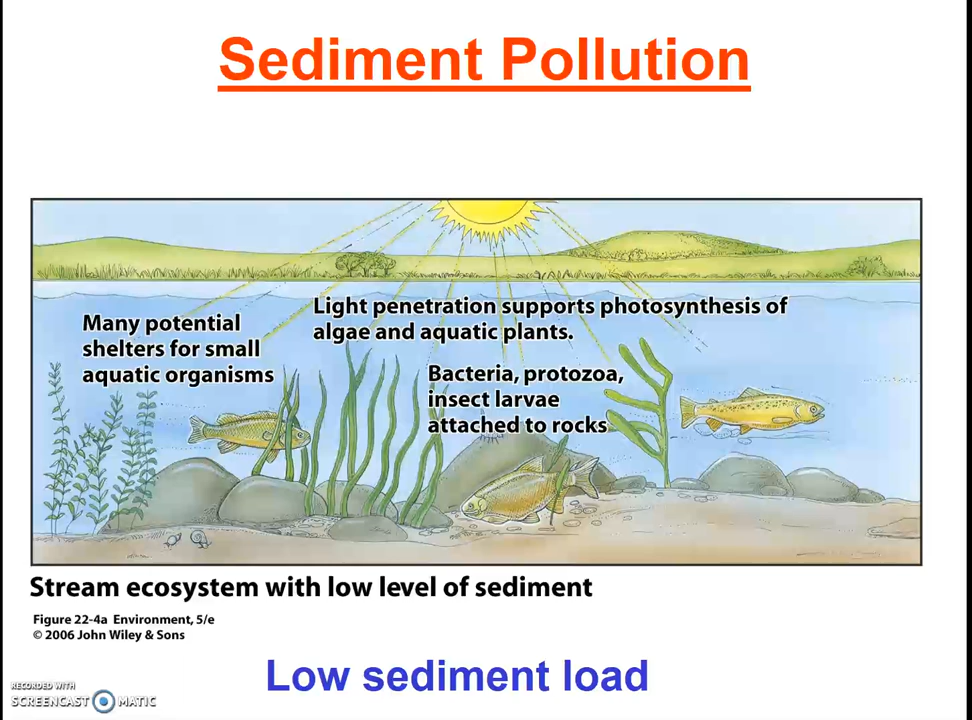 Sediment Pollution
Many potential
shelters for small
aquatic organisms
Light penetration supports photosynthesis of
algae and aquatic plants.
Bacteria, protozoa,
insect larvae
attached to rocks
Stream ecosystem with low level of sediment
Figure 22-4a Environment, 5/e
© 2006 John Wiley & Sons
Low sediment load
RECORDED WITH
SCREENCAST MATIC